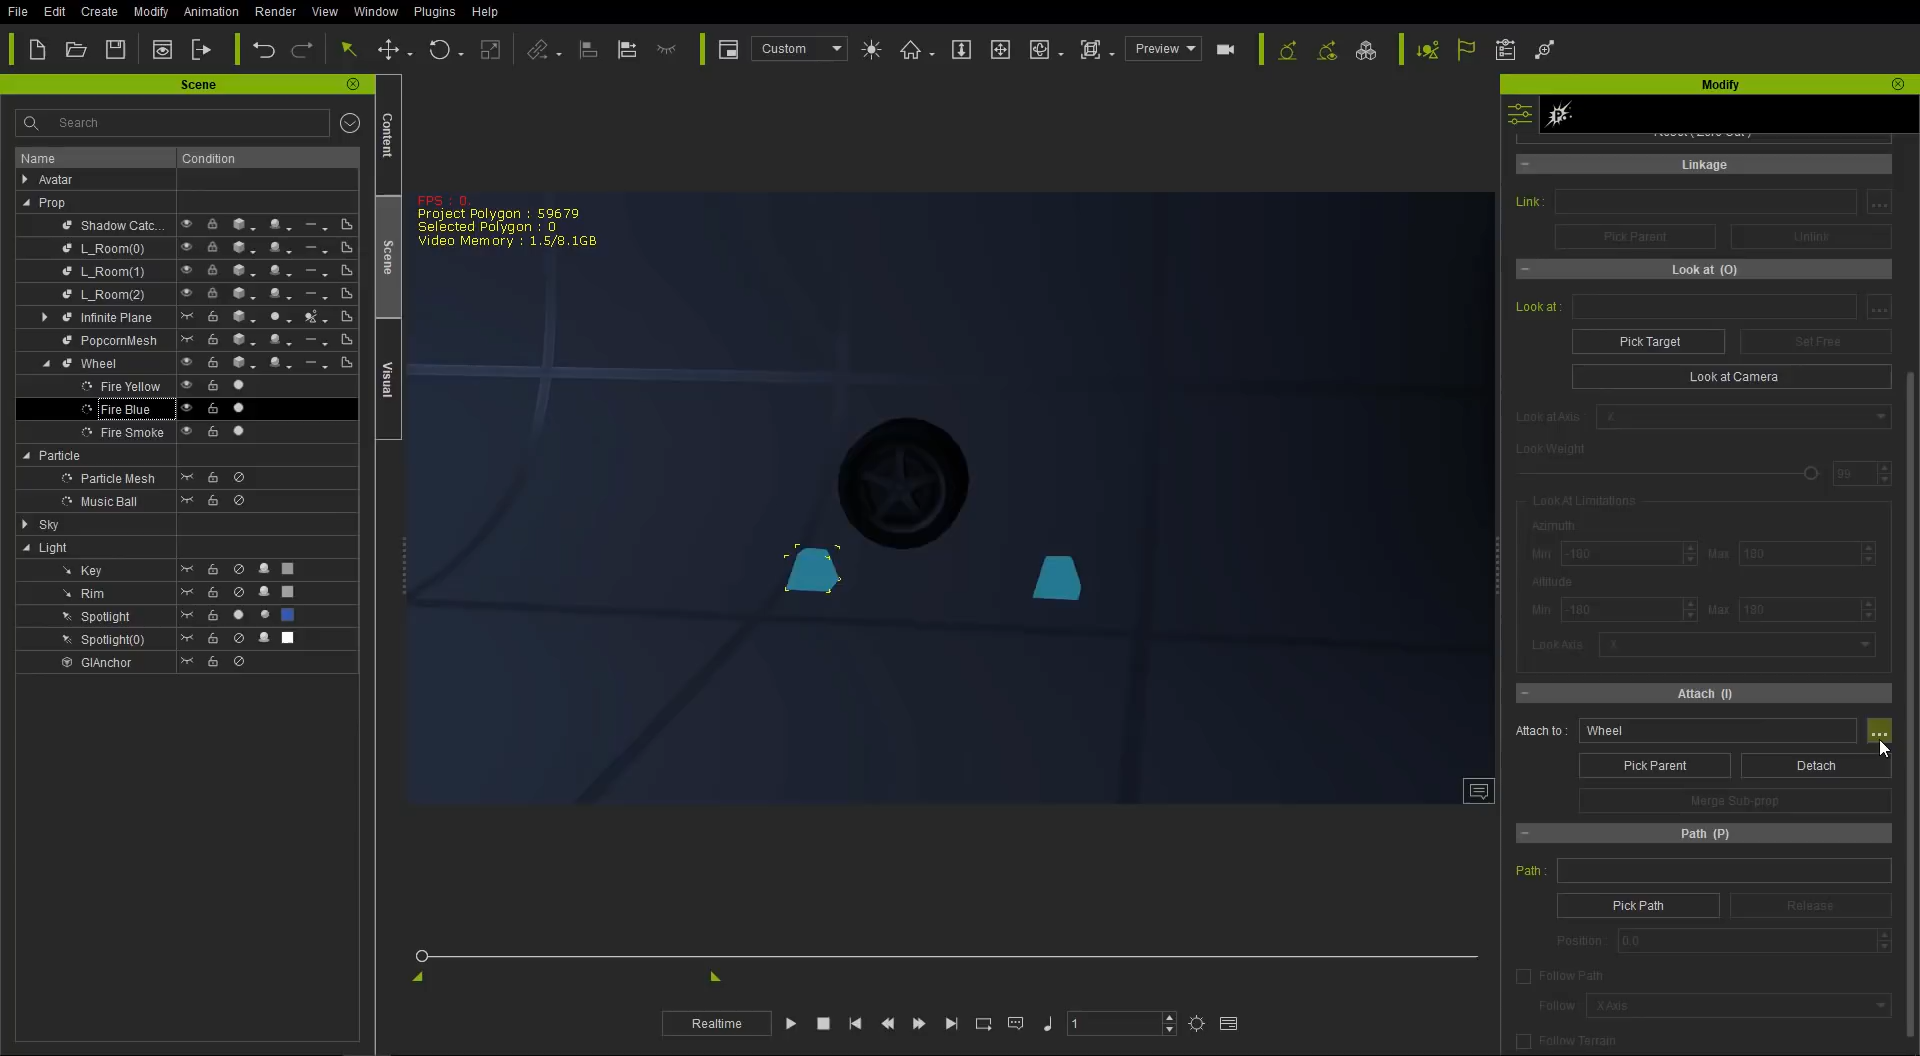 File Edit Create Modify Animation Render View Window Plugins Help
Custom
Preview
Scene
Modify
Search
Name Condition
Avatar
Prop
Shadow Catc...
L_Room(0)
L_Room(1)
L_Room(2)
Infinite Plane
PopcornMesh
Wheel
Fire Yellow
Fire Blue
Fire Smoke
Particle
Particle Mesh
Music Ball
Sky
Light
Key
Rim
Spotlight
Spotlight(0)
GIAnchor
Content
Scene
Visual
FPS : 0.
Project Polygon : 59679
Selected Polygon : 0
Video Memory : 1.5/8.1GB
Realtime
1
Reset ( Zero Out )
Linkage
Link :
...
Pick Parent Unlink
Look at (O)
Look at :
...
Pick Target Set Free
Look at Camera
Look at Axis X
Look Weight
99
Look At Limitations
Azimuth
Min -180 Max 180
Altitude
Min -180 Max 180
Look Axis X
Attach (I)
Attach to : Wheel ...
Pick Parent Detach
Merge Sub-prop
Path (P)
Path :
Pick Path Release
Position : 0.0
Follow Path
Follow : X Axis
Follow Terrain